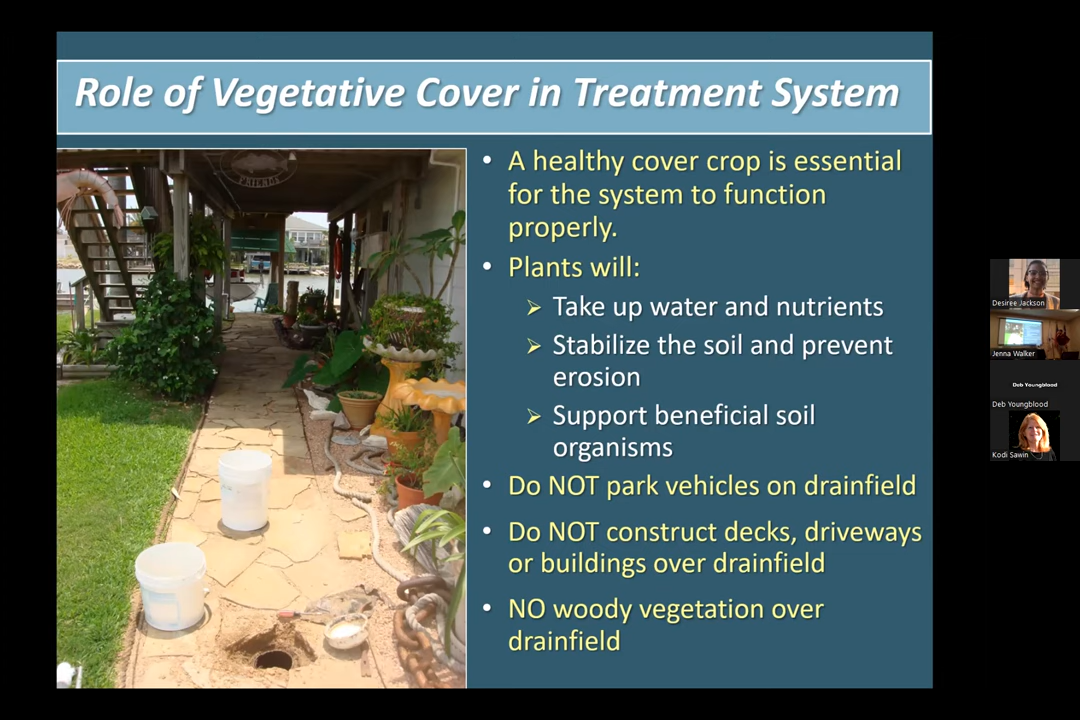 Role of Vegetative Cover in Treatment System
FRIENDS
• A healthy cover crop is essential
for the system to function
properly.
• Plants will:
➢ Take up water and nutrients
➢ Stabilize the soil and prevent
erosion
➢ Support beneficial soil
organisms
• Do NOT park vehicles on drainfield
• Do NOT construct decks, driveways
or buildings over drainfield
• NO woody vegetation over
drainfield
Desiree Jackson
Jenna Walker
Deb Youngblood
Deb Youngblood
Kodi Sawin